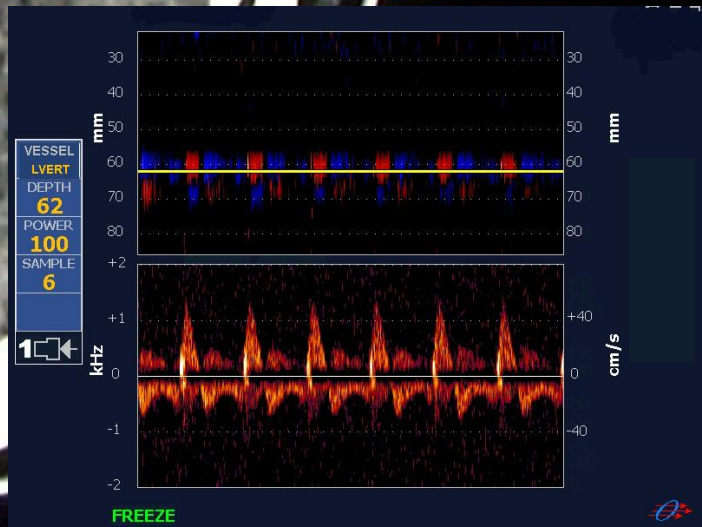 30 30
40 40
mm 50 50 mm
VESSEL
LVERT
60 60
DEPTH
62
70 70
POWER
100
80 80
SAMPLE
6
+2
+1 +40
1
kHz 0 0 cm/s
-1 -40
-2
FREEZE